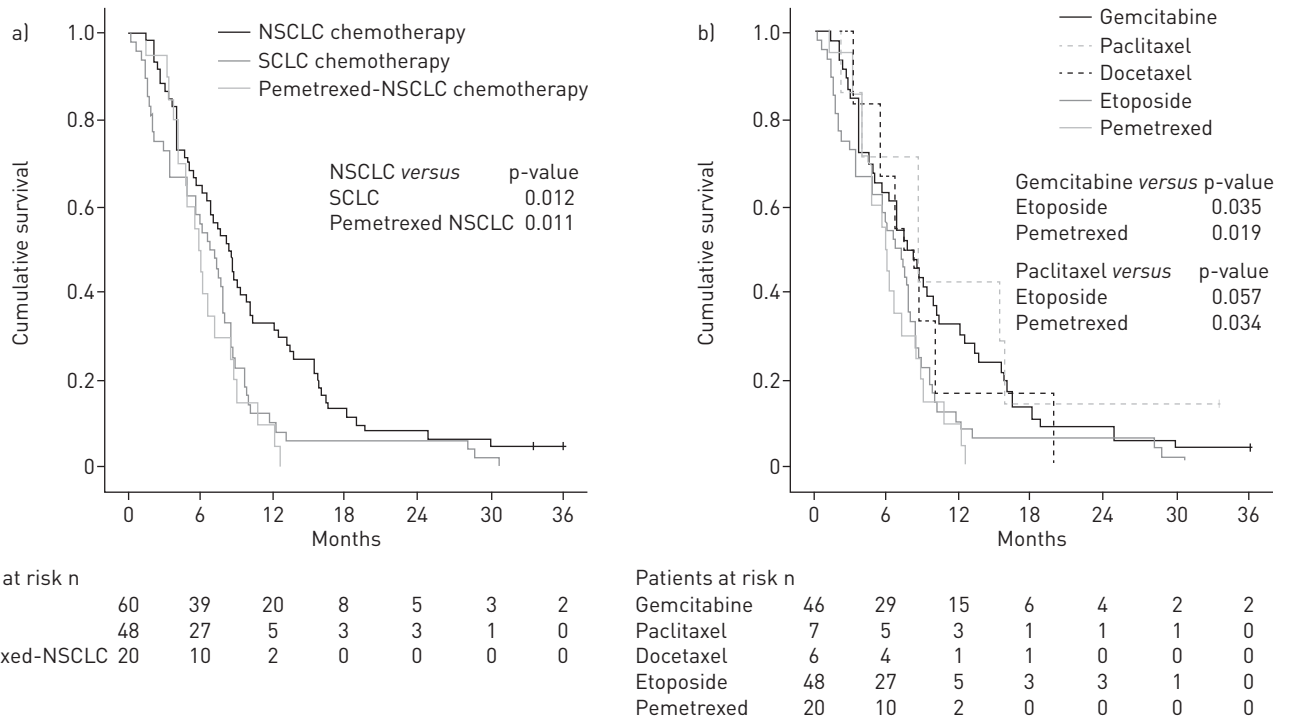 a)
NSCLC chemotherapy
SCLC chemotherapy
Pemetrexed-NSCLC chemotherapy
NSCLC versus p-value
SCLC 0.012
Pemetrexed NSCLC 0.011
Cumulative survival
1.0
0.8
0.6
0.4
0.2
0
0 6 12 18 24 30 36
Months
at risk n
60 39 20 8 5 3 2
48 27 5 3 3 1 0
xed-NSCLC 20 10 2 0 0 0 0
b)
Gemcitabine
Paclitaxel
Docetaxel
Etoposide
Pemetrexed
Gemcitabine versus p-value
Etoposide 0.035
Pemetrexed 0.019
Paclitaxel versus p-value
Etoposide 0.057
Pemetrexed 0.034
Cumulative survival
1.0
0.8
0.6
0.4
0.2
0
0 6 12 18 24 30 36
Months
Patients at risk n
Gemcitabine 46 29 15 6 4 2 2
Paclitaxel 7 5 3 1 1 1 0
Docetaxel 6 4 1 1 0 0 0
Etoposide 48 27 5 3 3 1 0
Pemetrexed 20 10 2 0 0 0 0